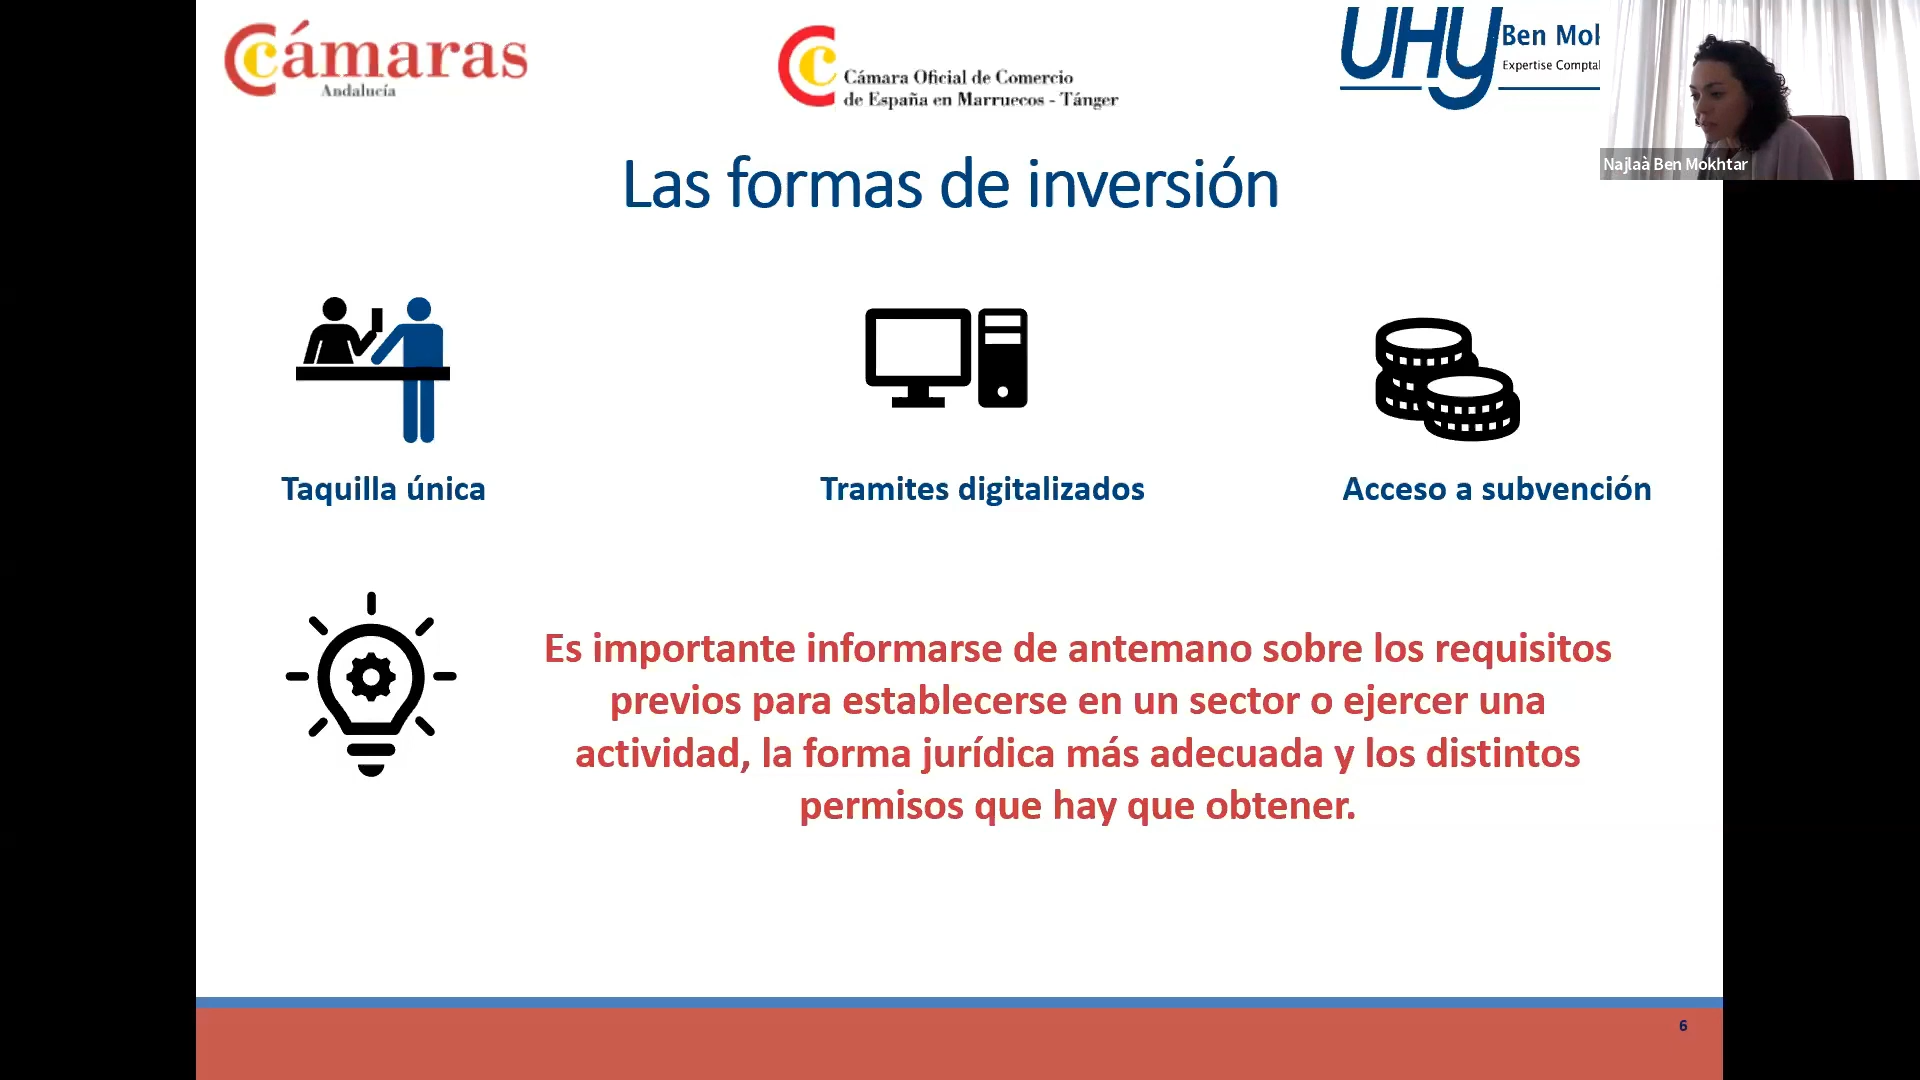 Cámaras
Andalucía
Cámara Oficial de Comercio
de España en Marruecos - Tánger
UHY Ben Mok
Expertise Comptal
Najlaà Ben Mokhtar
Las formas de inversión
Taquilla única
Tramites digitalizados
Acceso a subvención
Es importante informarse de antemano sobre los requisitos
previos para establecerse en un sector o ejercer una
actividad, la forma jurídica más adecuada y los distintos
permisos que hay que obtener.
6